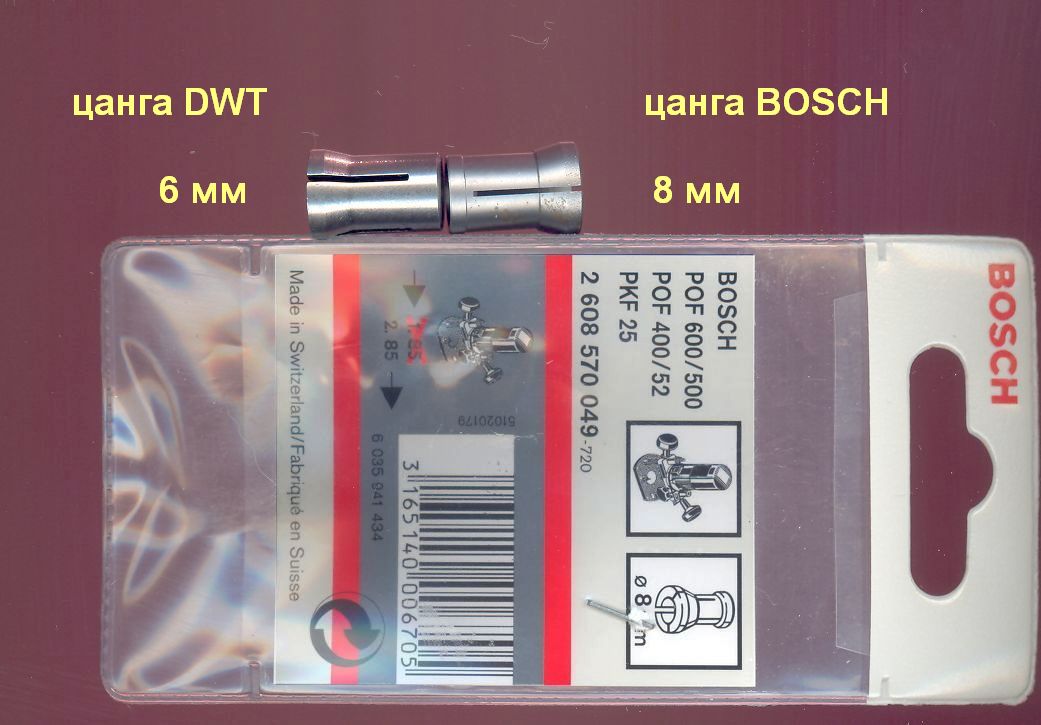 цанга DWT
цанга BOSCH
6 мм
8 мм
BOSCH
BOSCH
POF 600/500
POF 400/52
PKF 25
2 608 570 049 -720
ø 8
51020179
2.85
6 035 941 434
3 165140 006705
Made in Switzerland/Fabriqué en Suisse